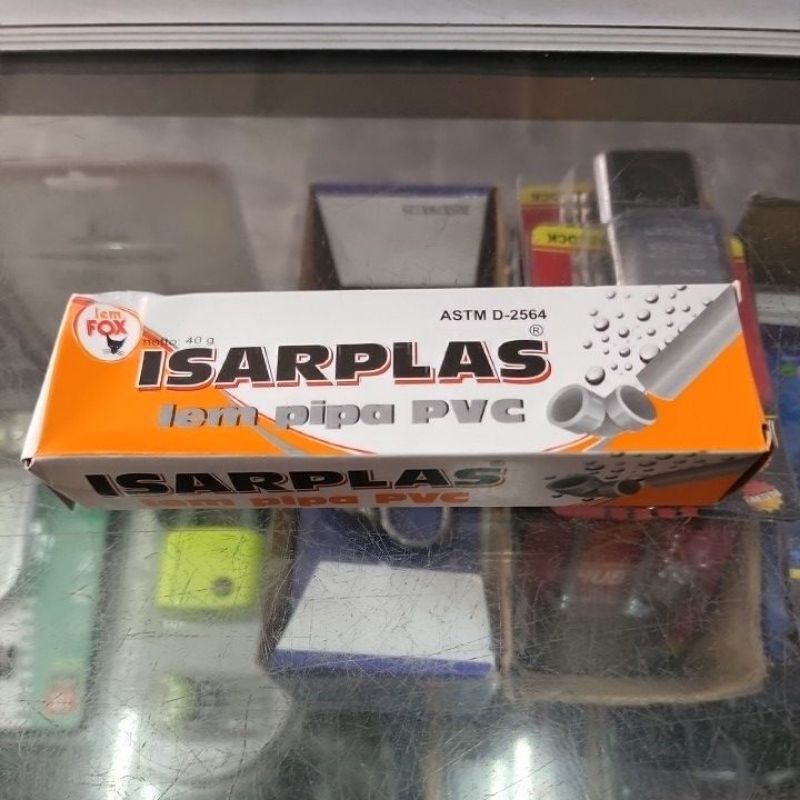 lem
FOX
netto: 40 g
ASTM D-2564
ISARPLAS®
lem pipa PVC
ISARPLAS
lem pipa PVC